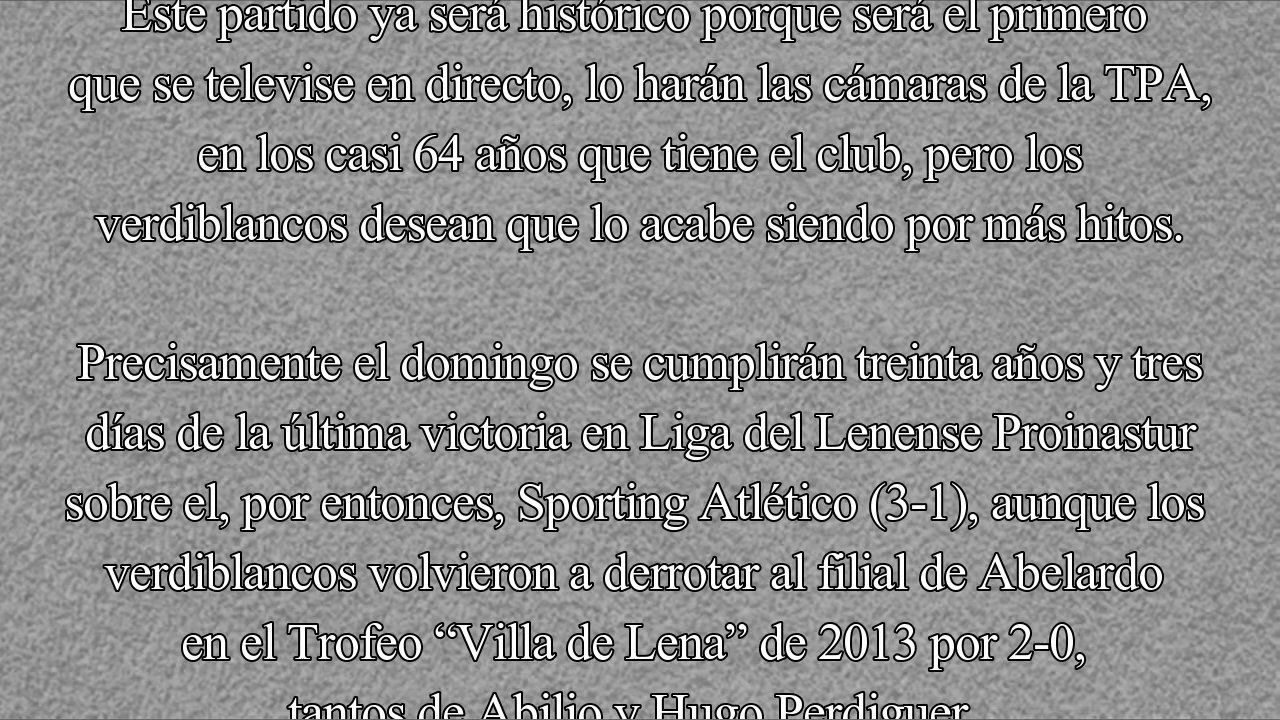 Este partido ya será histórico porque será el primero
que se televise en directo, lo harán las cámaras de la TPA,
en los casi 64 años que tiene el club, pero los
verdiblancos desean que lo acabe siendo por más hitos.
Precisamente el domingo se cumplirán treinta años y tres
días de la última victoria en Liga del Lenense Proinastur
sobre el, por entonces, Sporting Atlético (3-1), aunque los
verdiblancos volvieron a derrotar al filial de Abelardo
en el Trofeo “Villa de Lena” de 2013 por 2-0,
tantos de Abilio y Hugo Perdiguer